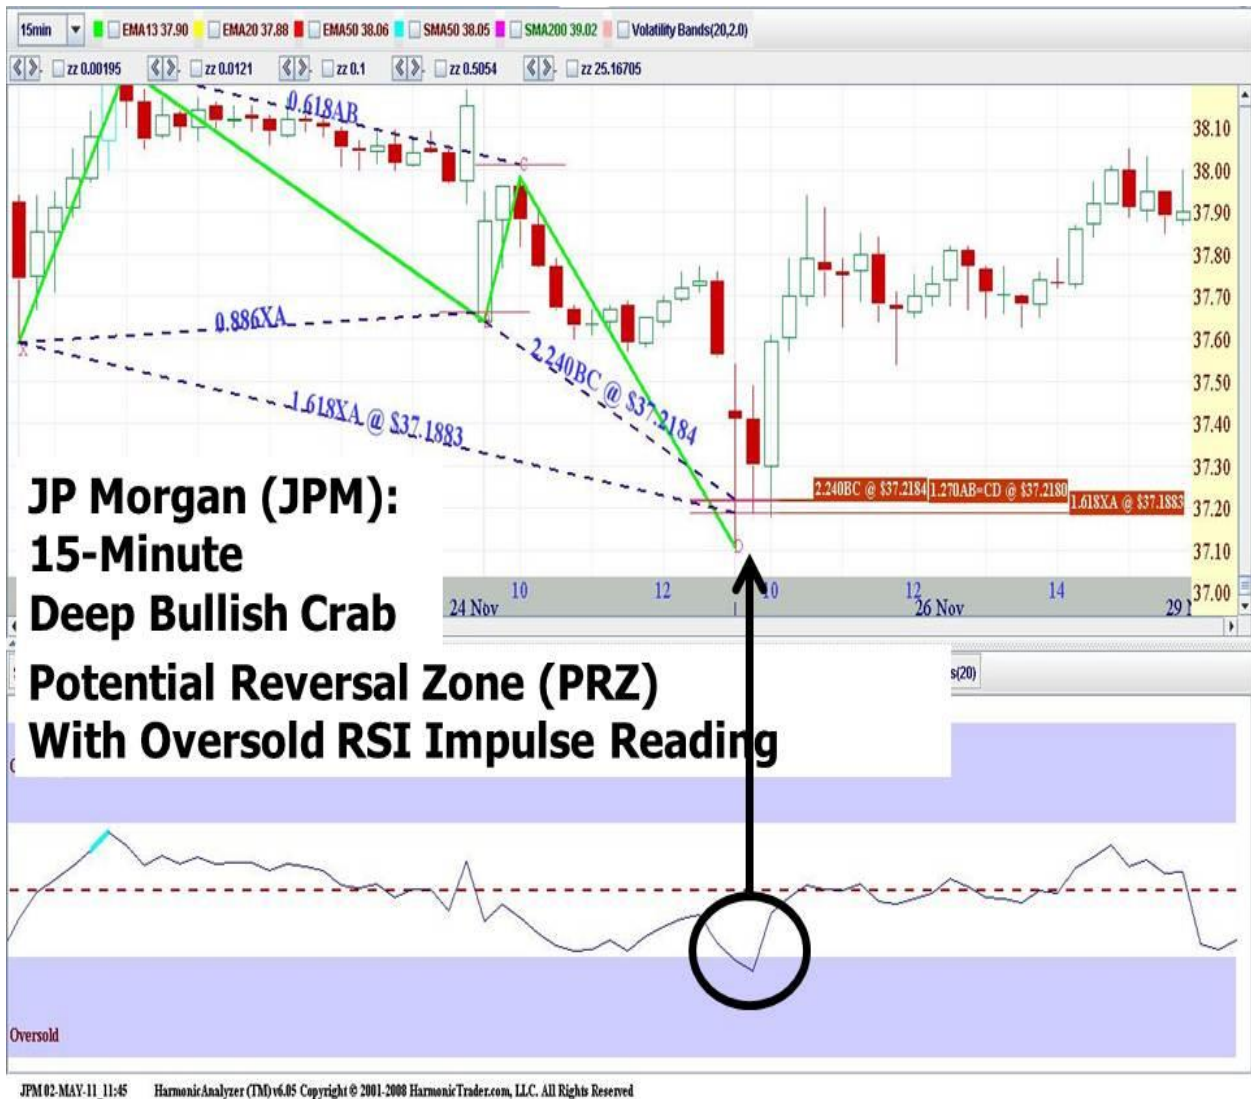 15min EMA13 37.90 EMA20 37.88 EMA50 38.06 SMA50 38.05 SMA200 39.02 Volatility Bands(20,2.0)
zz 0.00195 zz 0.0121 zz 0.1 zz 0.5054 zz 25.16705
0.618AB
C
38.10
38.00
37.90
37.80
37.70
37.60
37.50
37.40
37.30
37.20
37.10
37.00
0.886XA
X
2.240BC @ $37.2184
1.618XA @ $37.1883
2.240BC @ $37.2184 1.270AB=CD @ $37.2180 1.618XA @ $37.1883
D
JP Morgan (JPM):
15-Minute
Deep Bullish Crab
10 12 10 12 14
24 Nov 26 Nov 29
Potential Reversal Zone (PRZ)
With Oversold RSI Impulse Reading
s(20)
Oversold
JPM 02-MAY-11 11:45 HarmonicAnalyzer (TM) v6.05 Copyright © 2001-2008 HarmonicTrader.com, LLC. All Rights Reserved